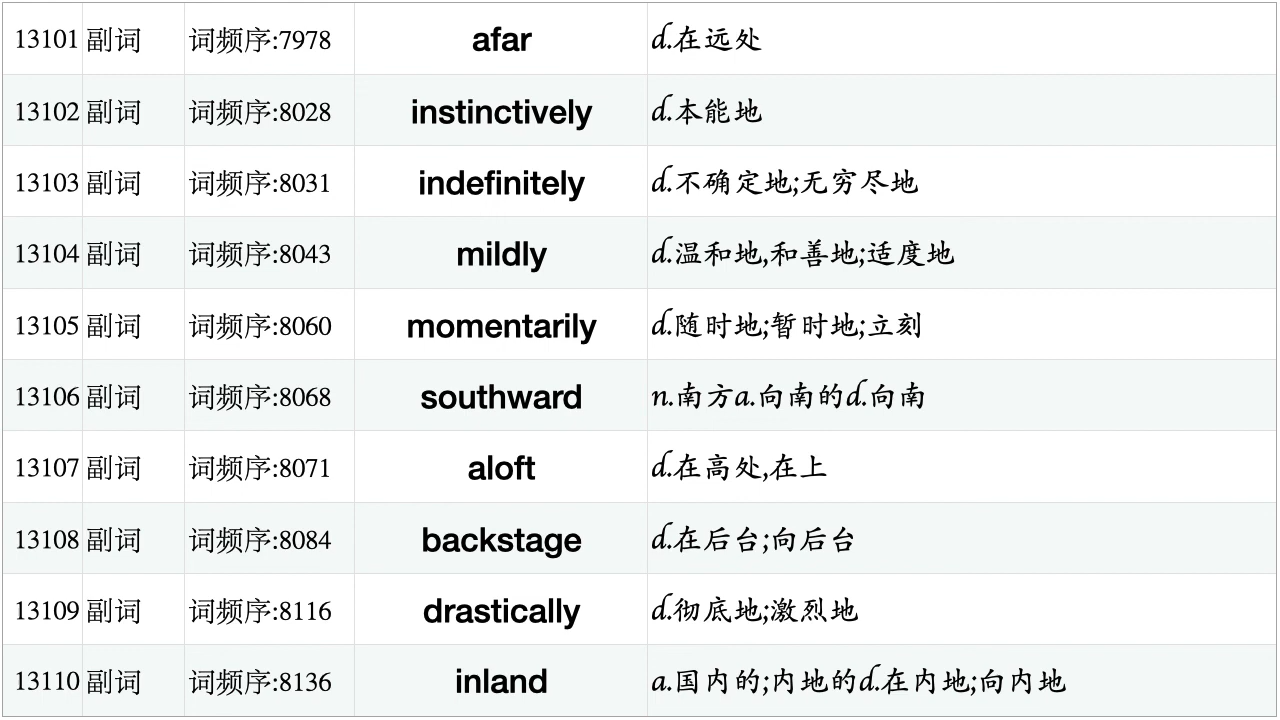 13101 副词 词频序:7978 afar d.在远处
13102 副词 词频序:8028 instinctively d.本能地
13103 副词 词频序:8031 indefinitely d.不确定地;无穷尽地
13104 副词 词频序:8043 mildly d.温和地,和善地;适度地
13105 副词 词频序:8060 momentarily d.随时地;暂时地;立刻
13106 副词 词频序:8068 southward n.南方a.向南的d.向南
13107 副词 词频序:8071 aloft d.在高处,在上
13108 副词 词频序:8084 backstage d.在后台;向后台
13109 副词 词频序:8116 drastically d.彻底地;激烈地
13110 副词 词频序:8136 inland a.国内的;内地的d.在内地;向内地